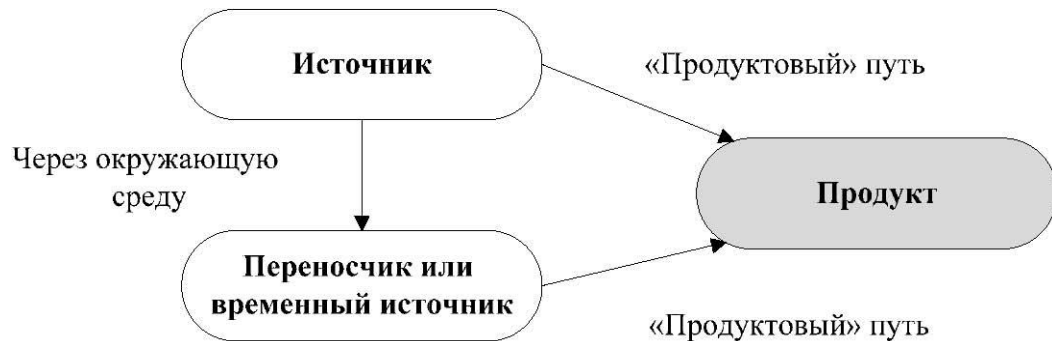 Источник
«Продуктовый» путь
Через окружающую
среду
Продукт
Переносчик или
временный источник
«Продуктовый» путь